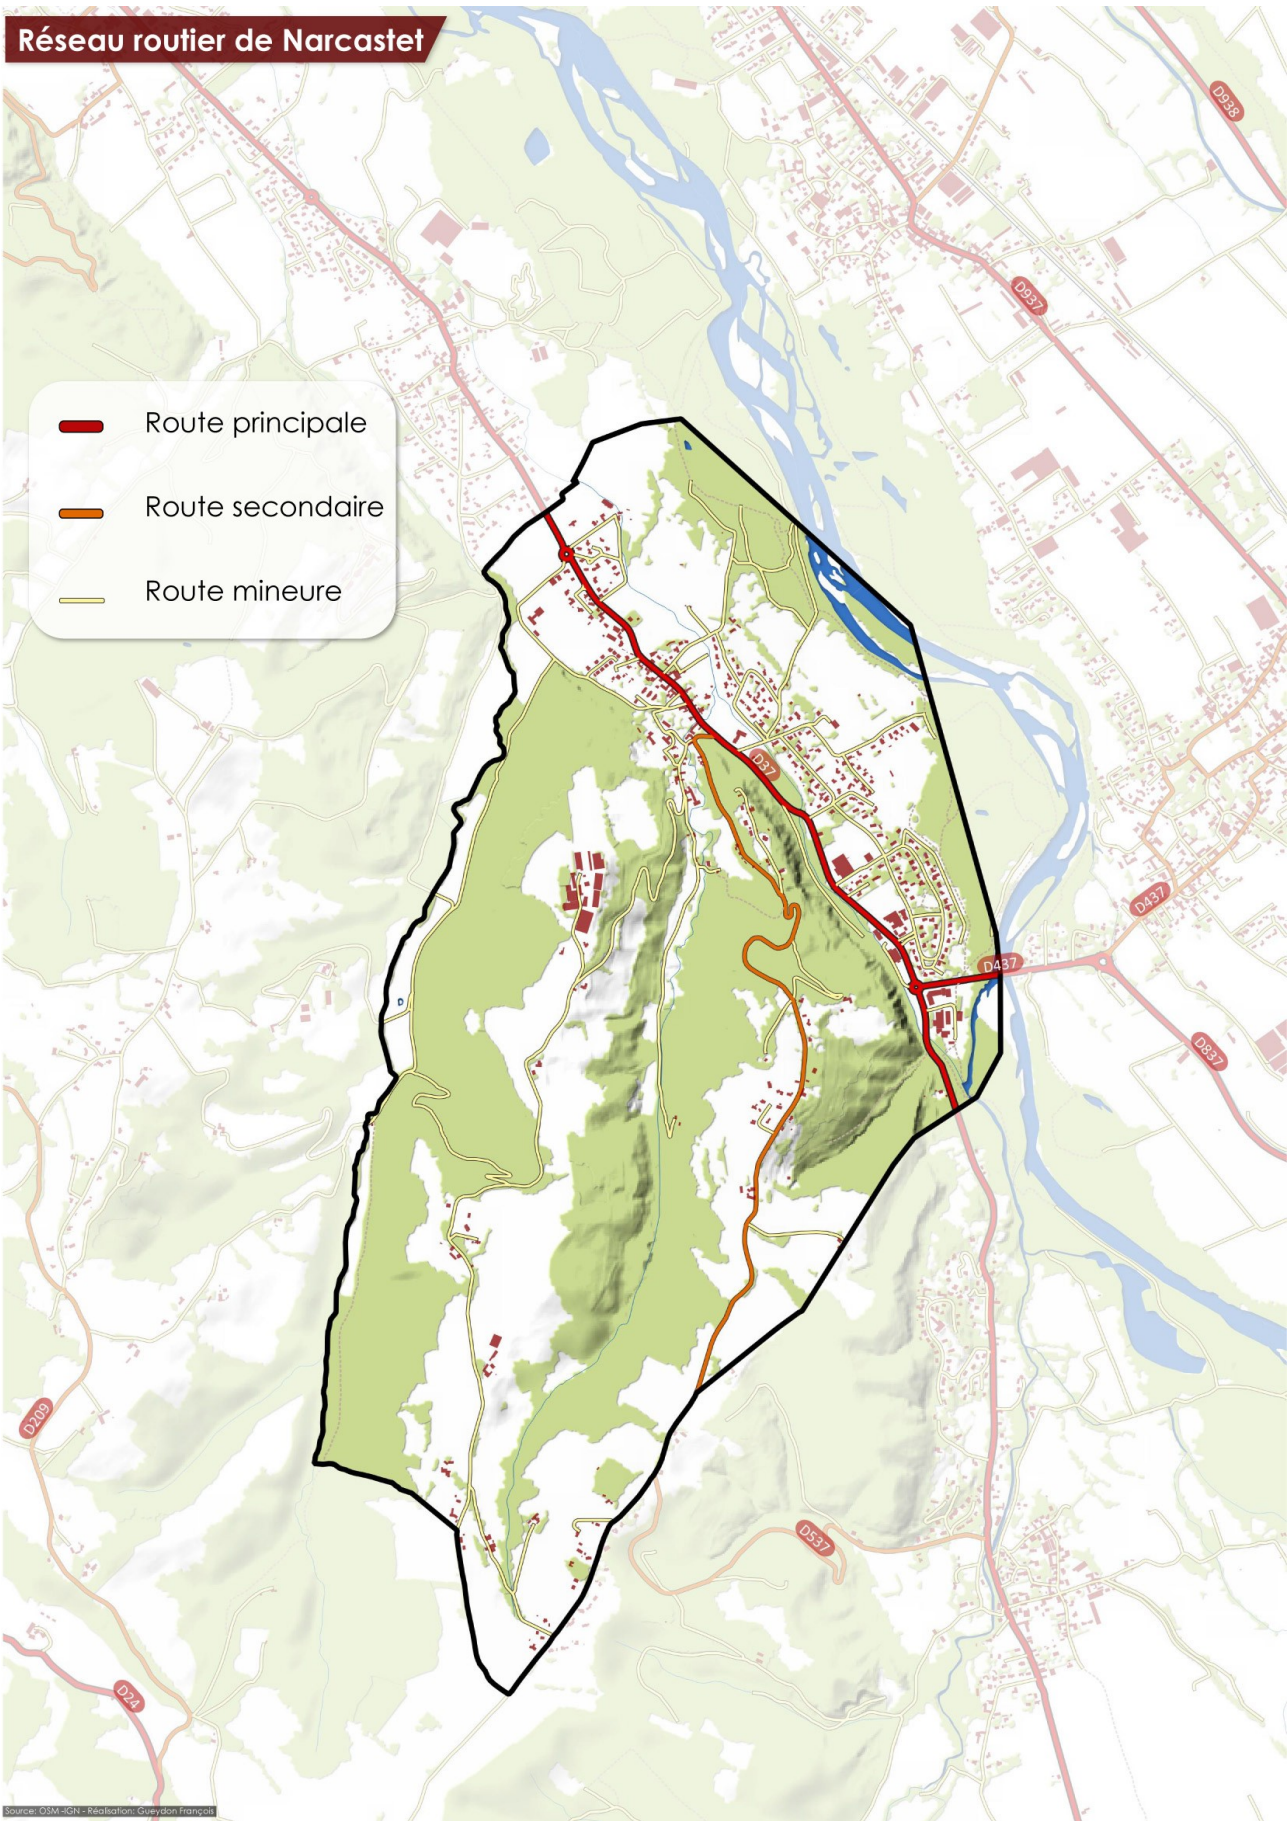 Réseau routier de Narcastet
D938
D937
Route principale
Route secondaire
Route mineure
D37
D437
D437
D837
D209
D537
D24
Source: OSM -IGN - Réalisation: Gueydon François